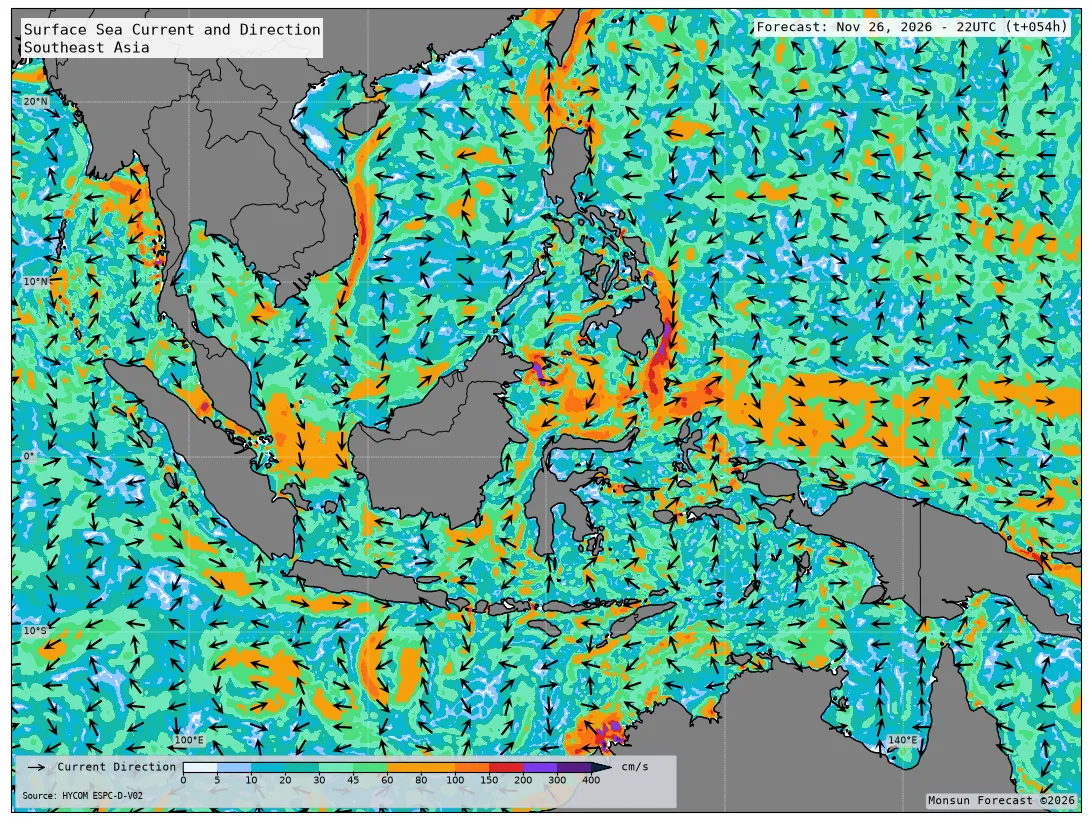 Surface Sea Current and Direction
Southeast Asia
Forecast: Nov 26, 2026 - 22UTC (t+054h)
20°N
10°N
0°
10°S
100°E
140°E
Current Direction
0 5 10 20 30 45 60 80 100 150 200 300 400 cm/s
Source: HYCOM ESPC-D-V02
Monsun Forecast ©2026